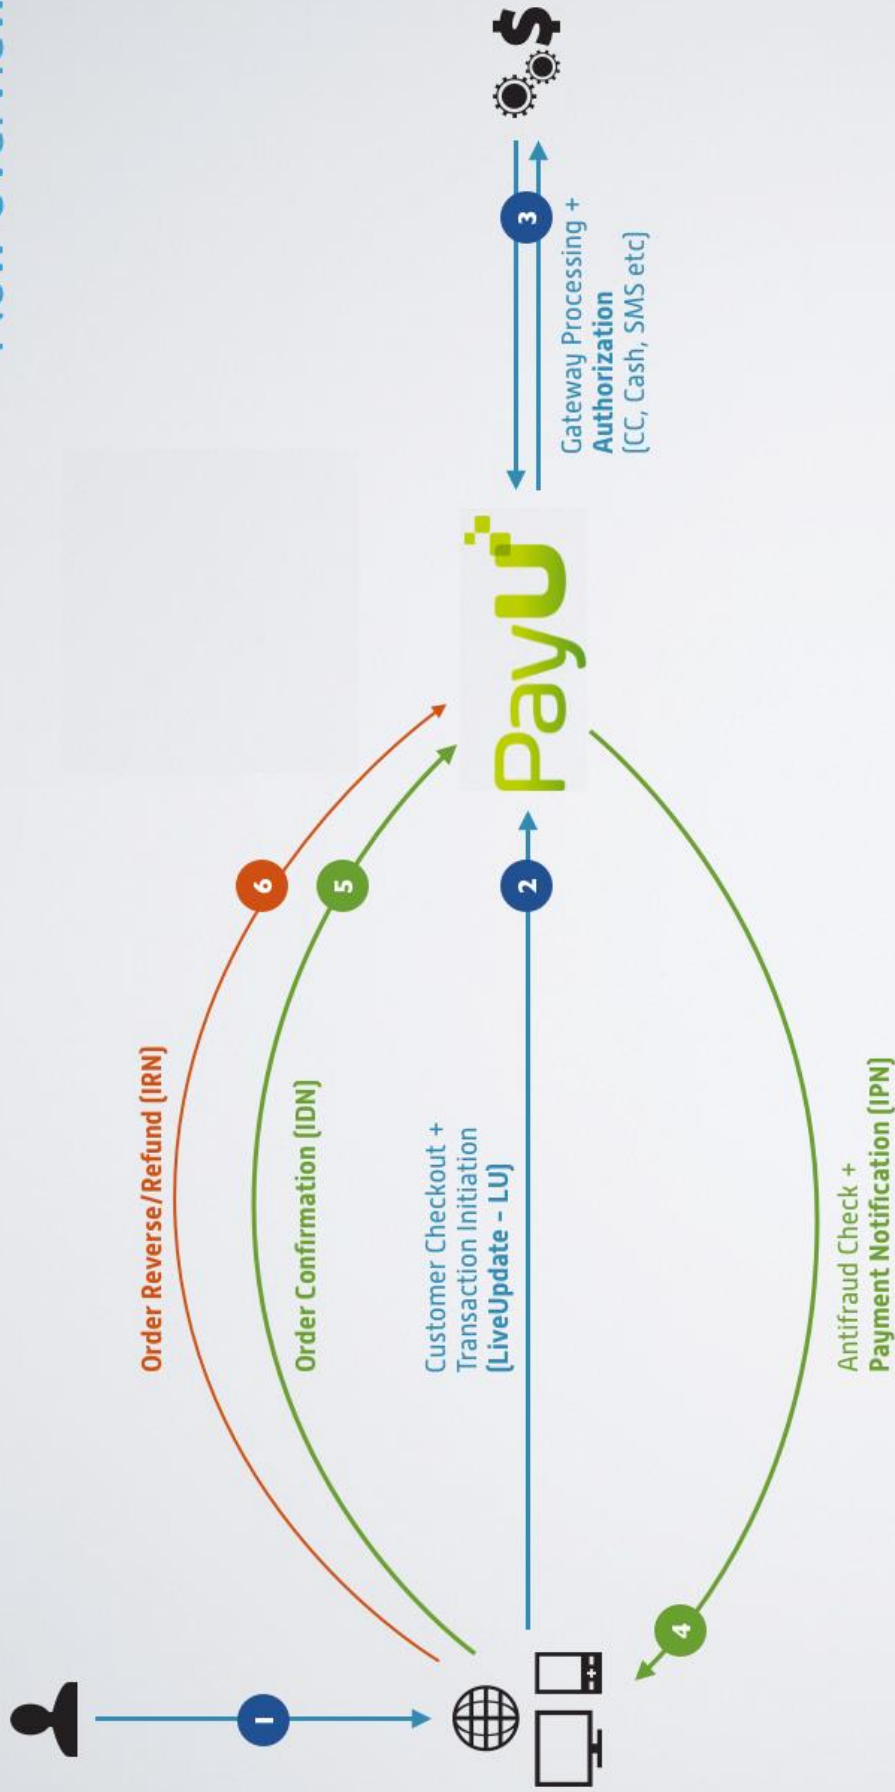 6
Order Reverse/Refund (IRN)
5
Order Confirmation (IDN)
1
Customer Checkout +
Transaction Initiation
(LiveUpdate - LU)
2
PayU
3
Gateway Processing +
Authorization
(CC, Cash, SMS etc)
4
Antifraud Check +
Payment Notification (IPN)